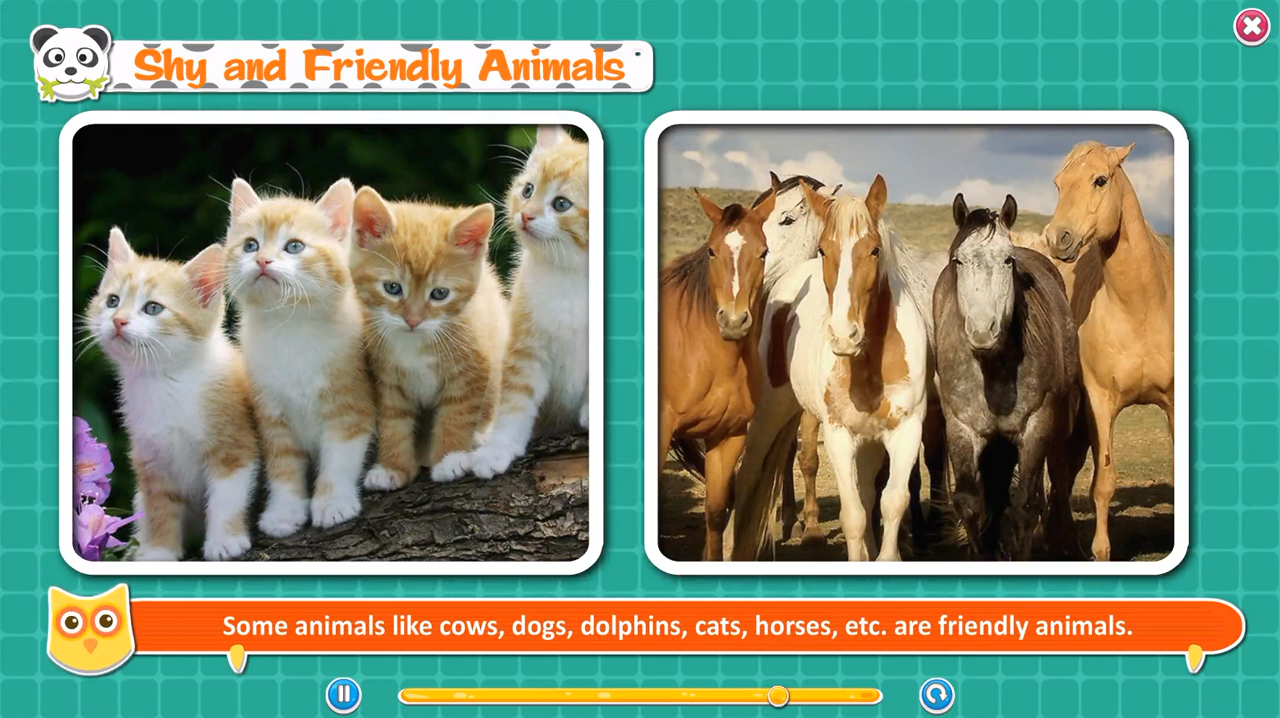 Shy and Friendly Animals
Some animals like cows, dogs, dolphins, cats, horses, etc. are friendly animals.